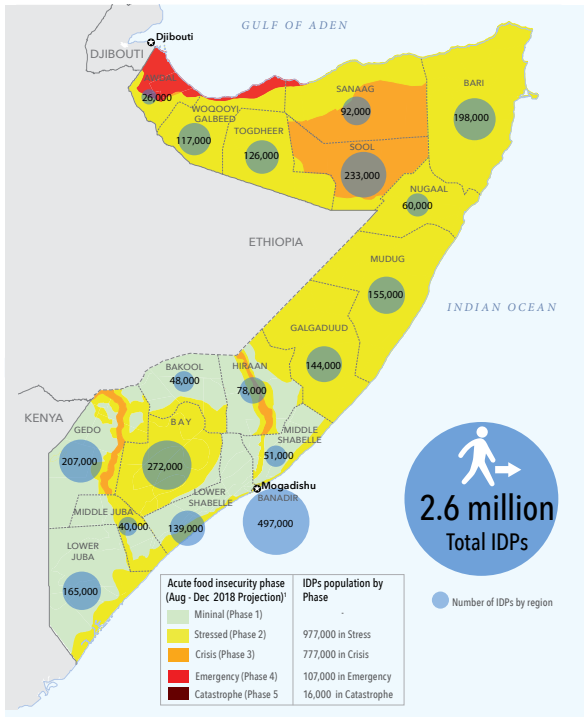 GULF OF ADEN
Djibouti
DJIBOUTI
AWDAL
26,000
WOQOOYI
GALBEED
117,000
TOGDHEER
126,000
SANAAG
92,000
SOOL
233,000
BARI
198,000
NUGAAL
60,000
ETHIOPIA
MUDUG
155,000
INDIAN OCEAN
GALGADUUD
144,000
BAKOOL
48,000
HIRAAN
78,000
KENYA
GEDO
207,000
BAY
272,000
MIDDLE
SHABELLE
51,000
Mogadishu
BANADIR
497,000
LOWER
SHABELLE
139,000
MIDDLE JUBA
40,000
LOWER
JUBA
165,000
2.6 million
Total IDPs
Number of IDPs by region
Acute food insecurity phase
(Aug - Dec 2018 Projection)¹
IDPs population by
Phase
Mininal (Phase 1)
-
Stressed (Phase 2)
977,000 in Stress
Crisis (Phase 3)
777,000 in Crisis
Emergency (Phase 4)
107,000 in Emergency
Catastrophe (Phase 5
16,000 in Catastrophe